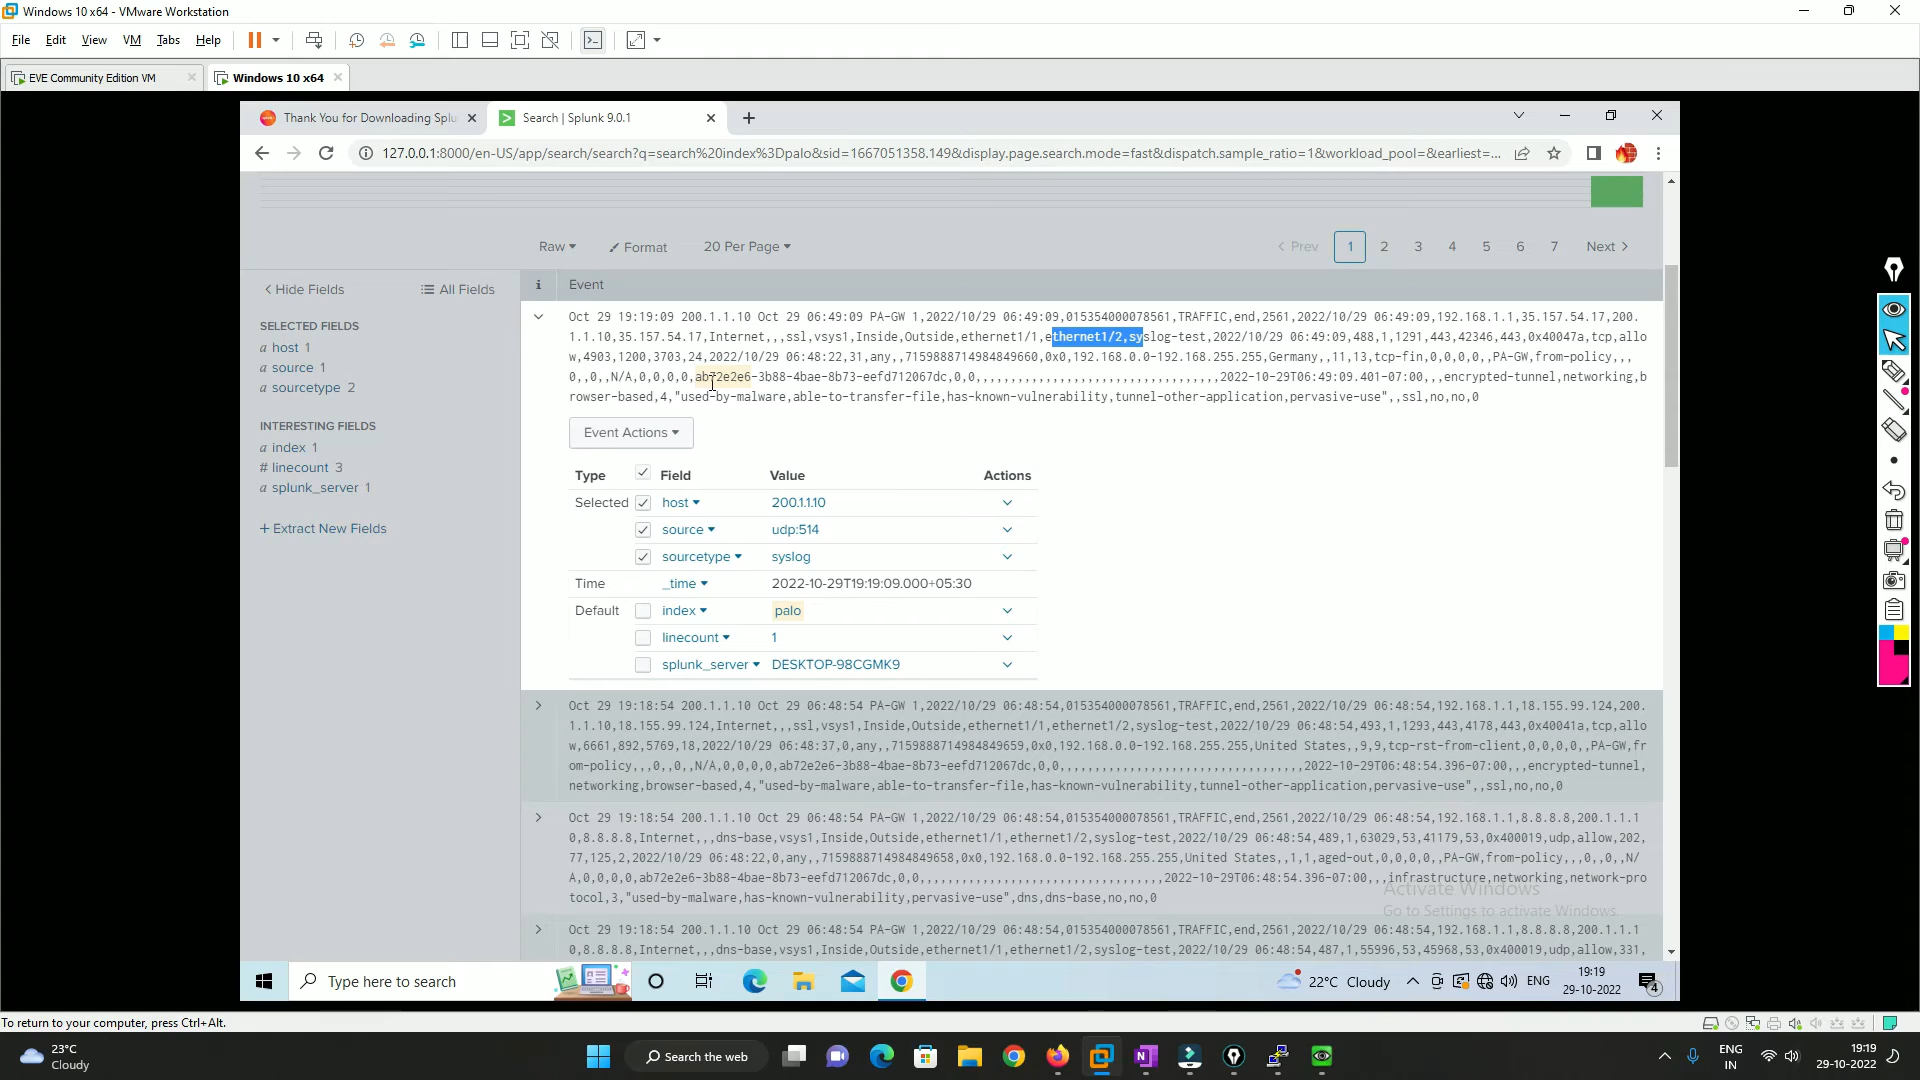 Windows 10 x64 - VMware Workstation
File Edit View VM Tabs Help
EVE Community Edition VM
Windows 10 x64
Thank You for Downloading Splu
Search | Splunk 9.0.1
127.0.0.1:8000/en-US/app/search/search?q=search%20index%3Dpalo&sid=1667051358.149&display.page.search.mode=fast&dispatch.sample_ratio=1&workload_pool=&earliest=...
Raw
Format
20 Per Page
< Prev 1 2 3 4 5 6 7 Next >
< Hide Fields
All Fields
i Event
SELECTED FIELDS
a host 1
a source 1
a sourcetype 2
INTERESTING FIELDS
a index 1
# linecount 3
a splunk_server 1
+ Extract New Fields
Oct 29 19:19:09 200.1.1.10 Oct 29 06:49:09 PA-GW 1,2022/10/29 06:49:09,015354000078561,TRAFFIC,end,2561,2022/10/29 06:49:09,192.168.1.1,35.157.54.17,200.
1.1.10,35.157.54.17,Internet,,,ssl,vsys1,Inside,Outside,ethernet1/1,ethernet1/2,syslog-test,2022/10/29 06:49:09,488,1,1291,443,42346,443,0x40047a,tcp,allo
w,4903,1200,3703,24,2022/10/29 06:48:22,31,any,,7159888714984849660,0x0,192.168.0.0-192.168.255.255,Germany,,11,13,tcp-fin,0,0,0,0,,PA-GW,from-policy,,,
0,,0,,N/A,0,0,0,0,ab72e2e6-3b88-4bae-8b73-eefd712067dc,0,0,,,,,,,,,,,,,,,,,,,,,,,,,,,,,,,2022-10-29T06:49:09.401-07:00,,,encrypted-tunnel,networking,b
rowser-based,4,"used-by-malware,able-to-transfer-file,has-known-vulnerability,tunnel-other-application,pervasive-use",,ssl,no,no,0
Event Actions
Type Field Value Actions
Selected host 200.1.1.10
source udp:514
sourcetype syslog
Time _time 2022-10-29T19:19:09.000+05:30
Default index palo
linecount 1
splunk_server DESKTOP-98CGMK9
Oct 29 19:18:54 200.1.1.10 Oct 29 06:48:54 PA-GW 1,2022/10/29 06:48:54,015354000078561,TRAFFIC,end,2561,2022/10/29 06:48:54,192.168.1.1,18.155.99.124,200.
1.1.10,18.155.99.124,Internet,,,ssl,vsys1,Inside,Outside,ethernet1/1,ethernet1/2,syslog-test,2022/10/29 06:48:54,493,1,1293,443,4178,443,0x40041a,tcp,allo
w,6661,892,5769,18,2022/10/29 06:48:37,0,any,,7159888714984849659,0x0,192.168.0.0-192.168.255.255,United States,,9,9,tcp-rst-from-client,0,0,0,0,,PA-GW,fr
om-policy,,,0,,0,,N/A,0,0,0,0,ab72e2e6-3b88-4bae-8b73-eefd712067dc,0,0,,,,,,,,,,,,,,,,,,,,,,,,,,,,,,,2022-10-29T06:48:54.396-07:00,,,encrypted-tunnel,
networking,browser-based,4,"used-by-malware,able-to-transfer-file,has-known-vulnerability,tunnel-other-application,pervasive-use",,ssl,no,no,0
Oct 29 19:18:54 200.1.1.10 Oct 29 06:48:54 PA-GW 1,2022/10/29 06:48:54,015354000078561,TRAFFIC,end,2561,2022/10/29 06:48:54,192.168.1.1,8.8.8.8,200.1.1.1
0,8.8.8.8,Internet,,,dns-base,vsys1,Inside,Outside,ethernet1/1,ethernet1/2,syslog-test,2022/10/29 06:48:54,489,1,63029,53,41179,53,0x400019,udp,allow,202,
77,125,2,2022/10/29 06:48:22,0,any,,7159888714984849658,0x0,192.168.0.0-192.168.255.255,United States,,1,1,aged-out,0,0,0,0,,PA-GW,from-policy,,,0,,0,,N/
A,0,0,0,0,ab72e2e6-3b88-4bae-8b73-eefd712067dc,0,0,,,,,,,,,,,,,,,,,,,,,,,,,,,,,,,2022-10-29T06:48:54.396-07:00,,,infrastructure,networking,network-pro
tocol,3,"used-by-malware,has-known-vulnerability,pervasive-use",dns,dns-base,no,no,0
Activate Windows
Go to Settings to activate Windows.
Oct 29 19:18:54 200.1.1.10 Oct 29 06:48:54 PA-GW 1,2022/10/29 06:48:54,015354000078561,TRAFFIC,end,2561,2022/10/29 06:48:54,192.168.1.1,8.8.8.8,200.1.1.1
0,8.8.8.8,Internet,,,dns-base,vsys1,Inside,Outside,ethernet1/1,ethernet1/2,syslog-test,2022/10/29 06:48:54,487,1,55996,53,45968,53,0x400019,udp,allow,331,
Type here to search
22°C Cloudy
ENG
19:19
29-10-2022
4
To return to your computer, press Ctrl+Alt.
23°C
Cloudy
Search the web
ENG
IN
19:19
29-10-2022